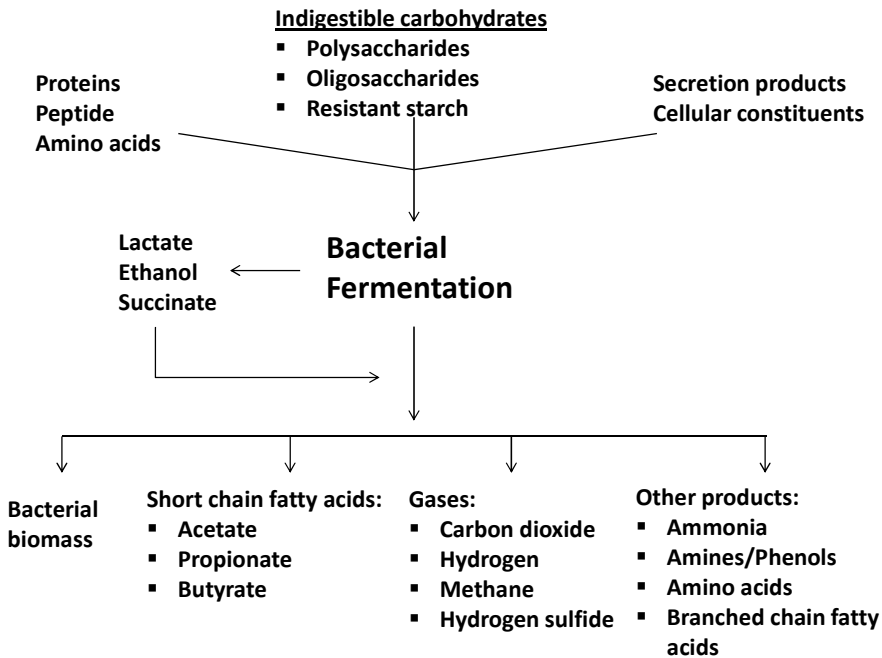 Indigestible carbohydrates
▪ Polysaccharides
▪ Oligosaccharides
▪ Resistant starch
Proteins
Peptide
Amino acids
Secretion products
Cellular constituents
Lactate
Ethanol
Succinate
Bacterial
Fermentation
Bacterial
biomass
Short chain fatty acids:
▪ Acetate
▪ Propionate
▪ Butyrate
Gases:
▪ Carbon dioxide
▪ Hydrogen
▪ Methane
▪ Hydrogen sulfide
Other products:
▪ Ammonia
▪ Amines/Phenols
▪ Amino acids
▪ Branched chain fatty
acids